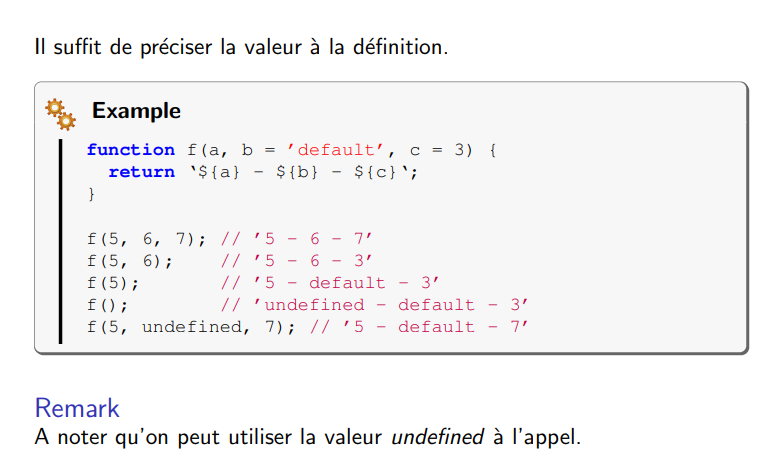 Il suffit de préciser la valeur à la définition.
Example
function f(a, b = ’default’, c = 3) {
  return ‘${a} - ${b} - ${c}‘;
}
f(5, 6, 7); // ’5 - 6 - 7’
f(5, 6);    // ’5 - 6 - 3’
f(5);       // ’5 - default - 3’
f();        // ’undefined - default - 3’
f(5, undefined, 7); // ’5 - default - 7’
Remark
A noter qu’on peut utiliser la valeur undefined à l’appel.